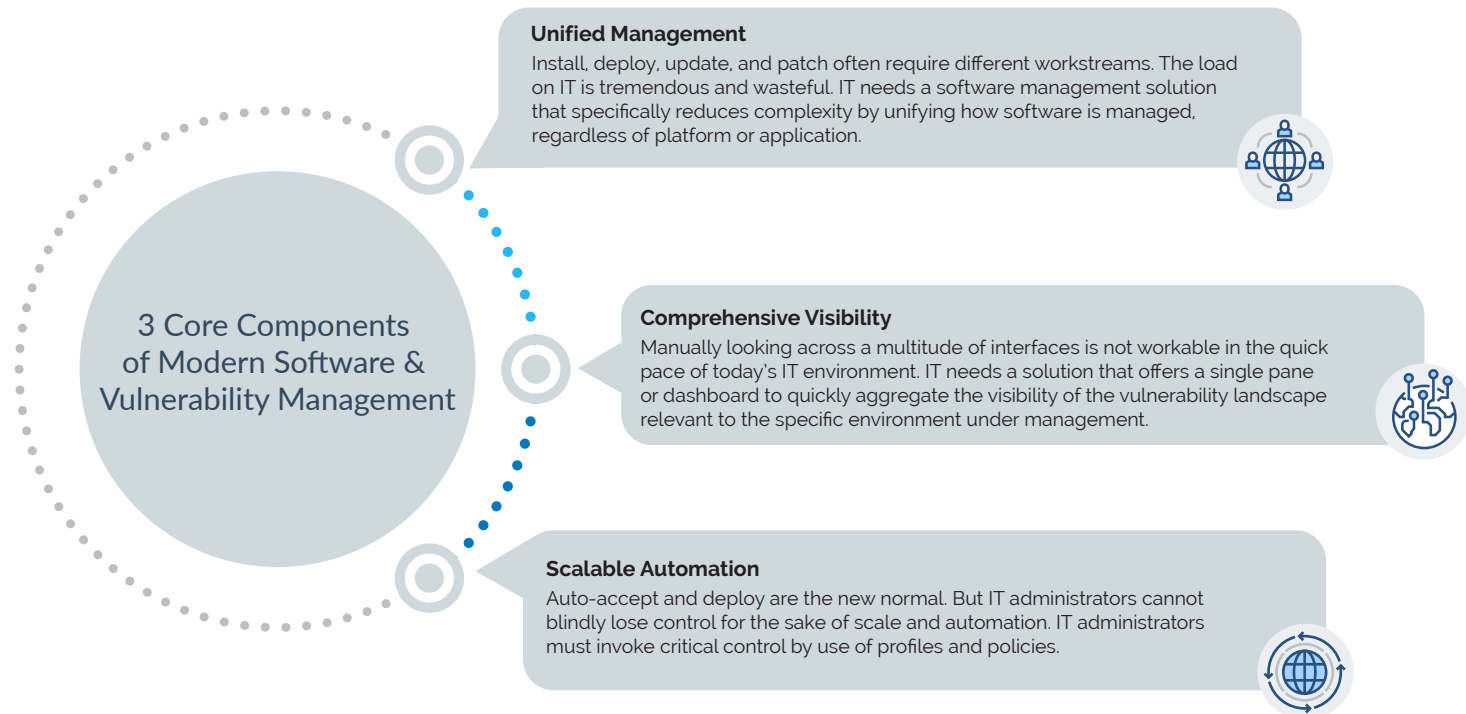 Unified Management
Install, deploy, update, and patch often require different workstreams. The load
on IT is tremendous and wasteful. IT needs a software management solution
that specifically reduces complexity by unifying how software is managed,
regardless of platform or application.
3 Core Components
of Modern Software &
Vulnerability Management
Comprehensive Visibility
Manually looking across a multitude of interfaces is not workable in the quick
pace of today’s IT environment. IT needs a solution that offers a single pane
or dashboard to quickly aggregate the visibility of the vulnerability landscape
relevant to the specific environment under management.
Scalable Automation
Auto-accept and deploy are the new normal. But IT administrators cannot
blindly lose control for the sake of scale and automation. IT administrators
must invoke critical control by use of profiles and policies.